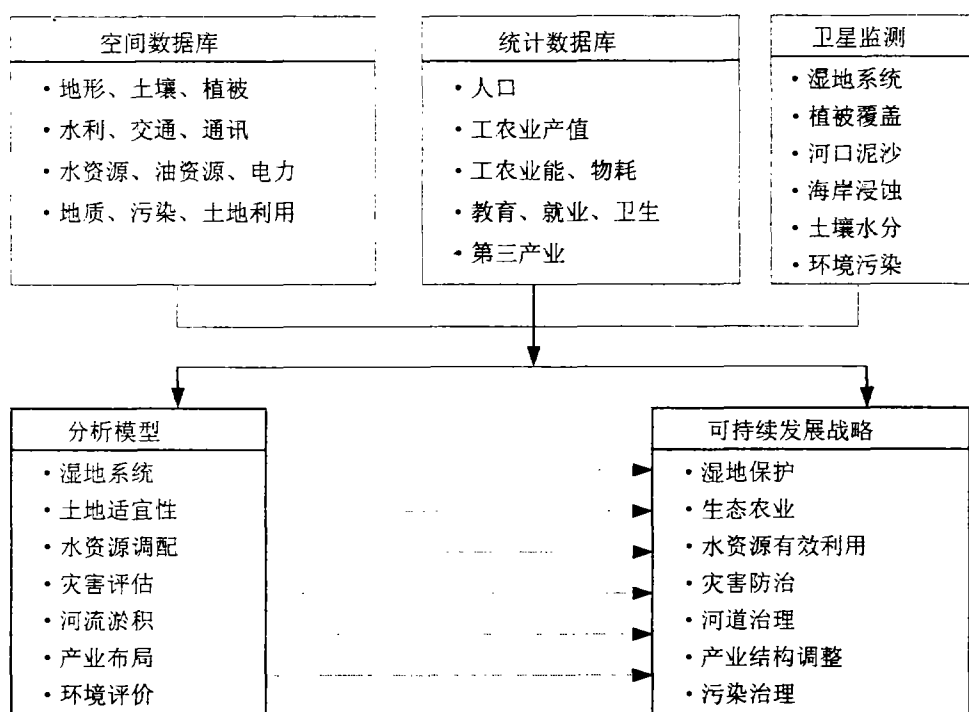 空间数据库
·地形、土壤、植被
·水利、交通、通讯
·水资源、油资源、电力
·地质、污染、土地利用
统计数据库
·人口
·工农业产值
·工农业能、物耗
·教育、就业、卫生
·第三产业
卫星监测
·湿地系统
·植被覆盖
·河口泥沙
·海岸浸蚀
·土壤水分
·环境污染
分析模型
·湿地系统
·土地适宜性
·水资源调配
·灾害评估
·河流淤积
·产业布局
·环境评价
可持续发展战略
·湿地保护
·生态农业
·水资源有效利用
·灾害防治
·河道治理
·产业结构调整
·污染治理